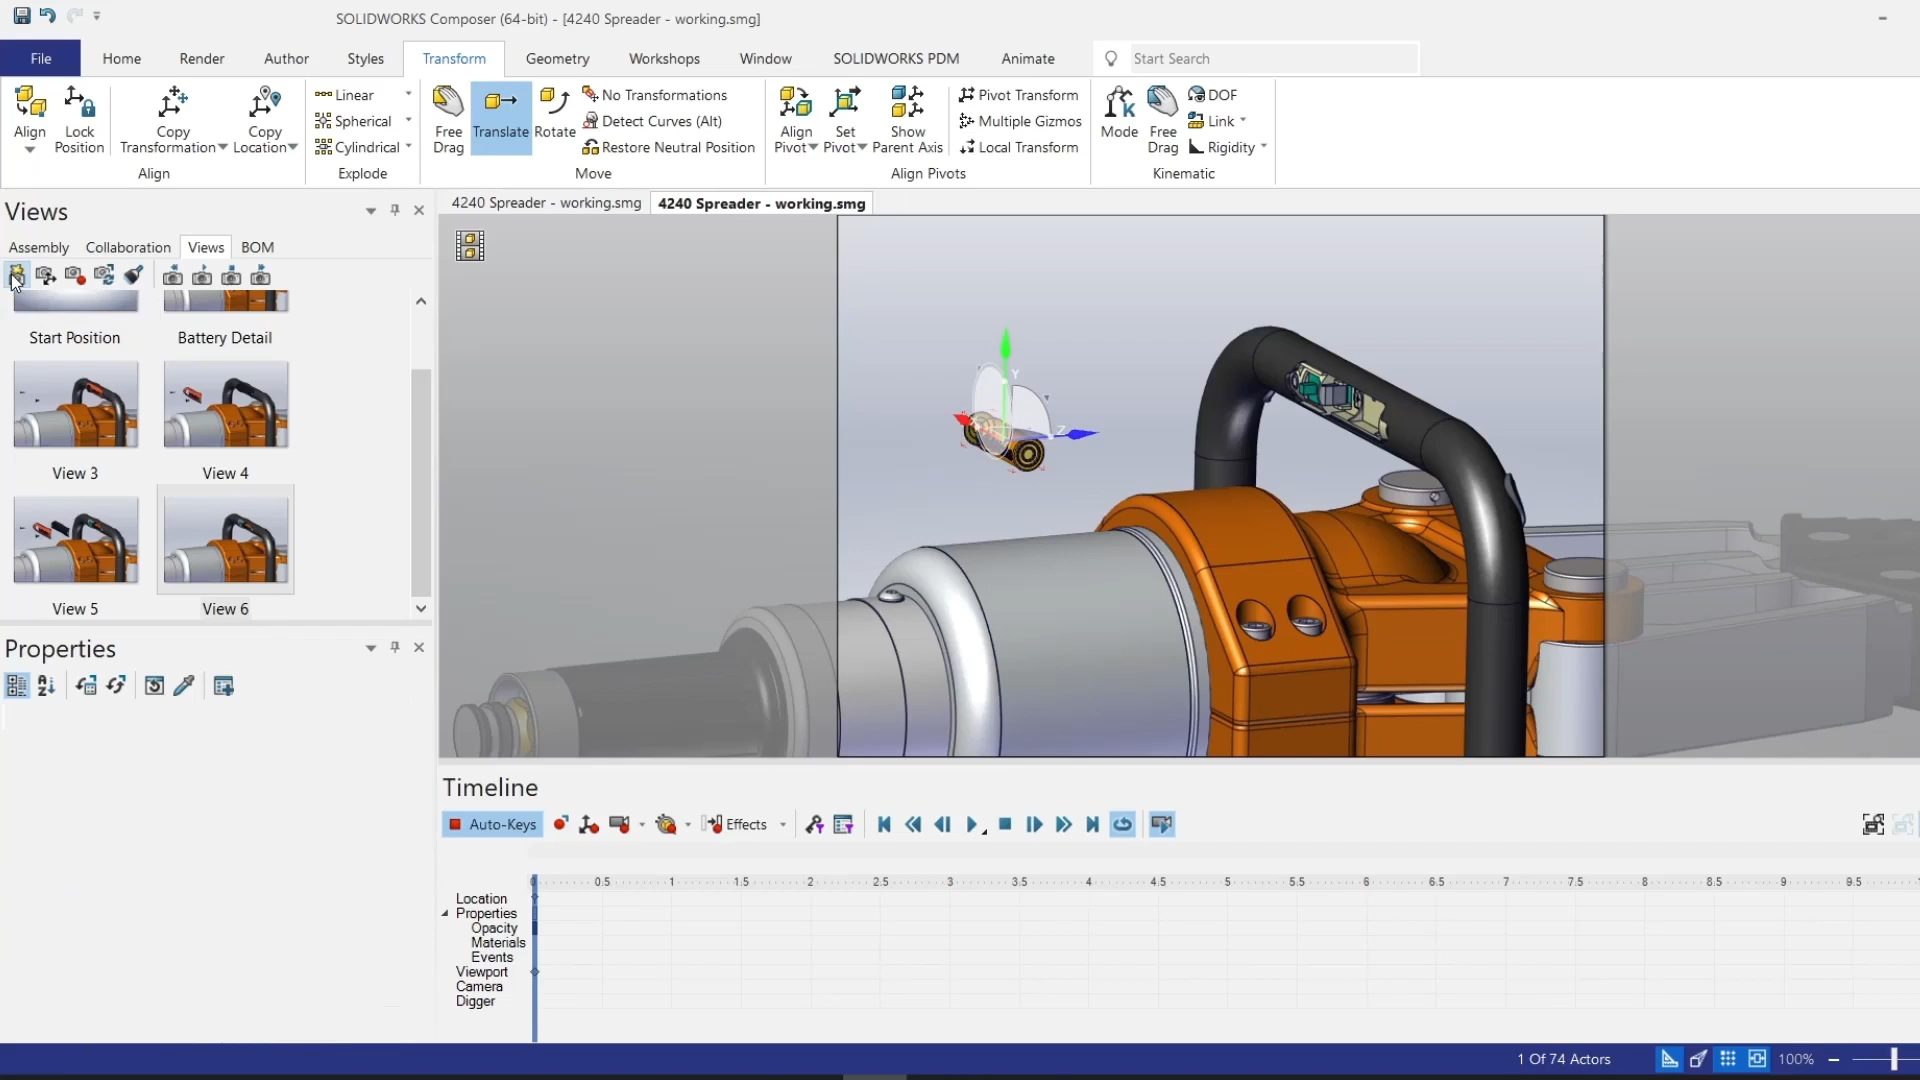 SOLIDWORKS Composer (64-bit) - [4240 Spreader - working.smg]
File Home Render Author Styles Transform Geometry Workshops Window SOLIDWORKS PDM Animate Start Search
Align
Lock Position
Copy Transformation
Copy Location
Align
Linear
Spherical
Cylindrical
Explode
Free Drag
Translate
Rotate
No Transformations
Detect Curves (Alt)
Restore Neutral Position
Move
Align Pivot
Set Pivot
Show Parent Axis
Pivot Transform
Multiple Gizmos
Local Transform
Align Pivots
Mode
Free Drag
DOF
Link
Rigidity
Kinematic
Views
Assembly Collaboration Views BOM
Start Position Battery Detail
View 3 View 4
View 5 View 6
Properties
4240 Spreader - working.smg 4240 Spreader - working.smg
Y
Z
Timeline
Auto-Keys Effects
0 0.5 1 1.5 2 2.5 3 3.5 4 4.5 5 5.5 6 6.5 7 7.5 8 8.5 9 9.5
Location
Properties
Opacity
Materials
Events
Viewport
Camera
Digger
1 Of 74 Actors 100%